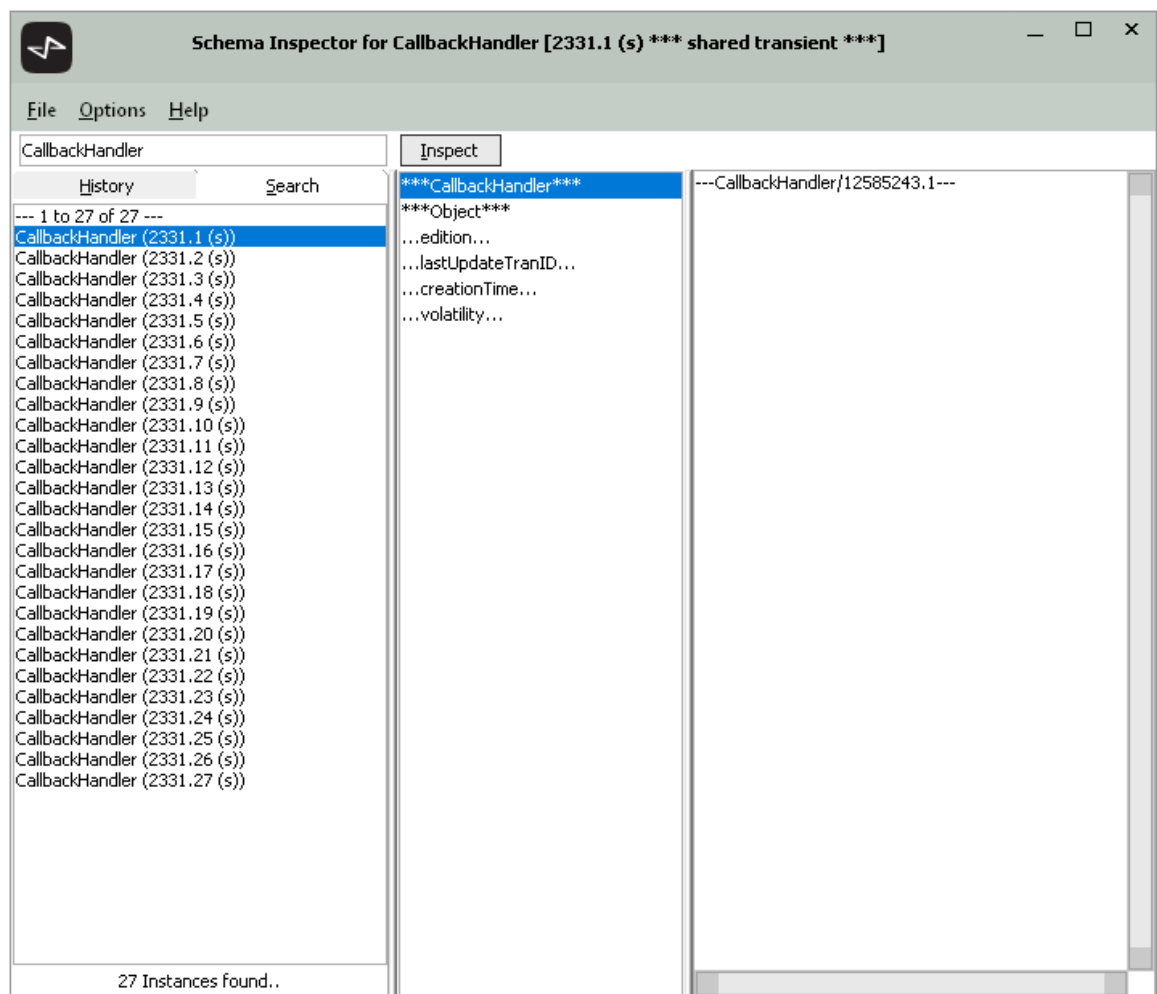 Schema Inspector for CallbackHandler [2331.1 (s) *** shared transient ***]
File Options Help
CallbackHandler
Inspect
History Search
--- 1 to 27 of 27 ---
CallbackHandler (2331.1 (s))
CallbackHandler (2331.2 (s))
CallbackHandler (2331.3 (s))
CallbackHandler (2331.4 (s))
CallbackHandler (2331.5 (s))
CallbackHandler (2331.6 (s))
CallbackHandler (2331.7 (s))
CallbackHandler (2331.8 (s))
CallbackHandler (2331.9 (s))
CallbackHandler (2331.10 (s))
CallbackHandler (2331.11 (s))
CallbackHandler (2331.12 (s))
CallbackHandler (2331.13 (s))
CallbackHandler (2331.14 (s))
CallbackHandler (2331.15 (s))
CallbackHandler (2331.16 (s))
CallbackHandler (2331.17 (s))
CallbackHandler (2331.18 (s))
CallbackHandler (2331.19 (s))
CallbackHandler (2331.20 (s))
CallbackHandler (2331.21 (s))
CallbackHandler (2331.22 (s))
CallbackHandler (2331.23 (s))
CallbackHandler (2331.24 (s))
CallbackHandler (2331.25 (s))
CallbackHandler (2331.26 (s))
CallbackHandler (2331.27 (s))
27 Instances found..
***CallbackHandler***
***Object***
...edition...
...lastUpdateTranID...
...creationTime...
...volatility...
---CallbackHandler/12585243.1---